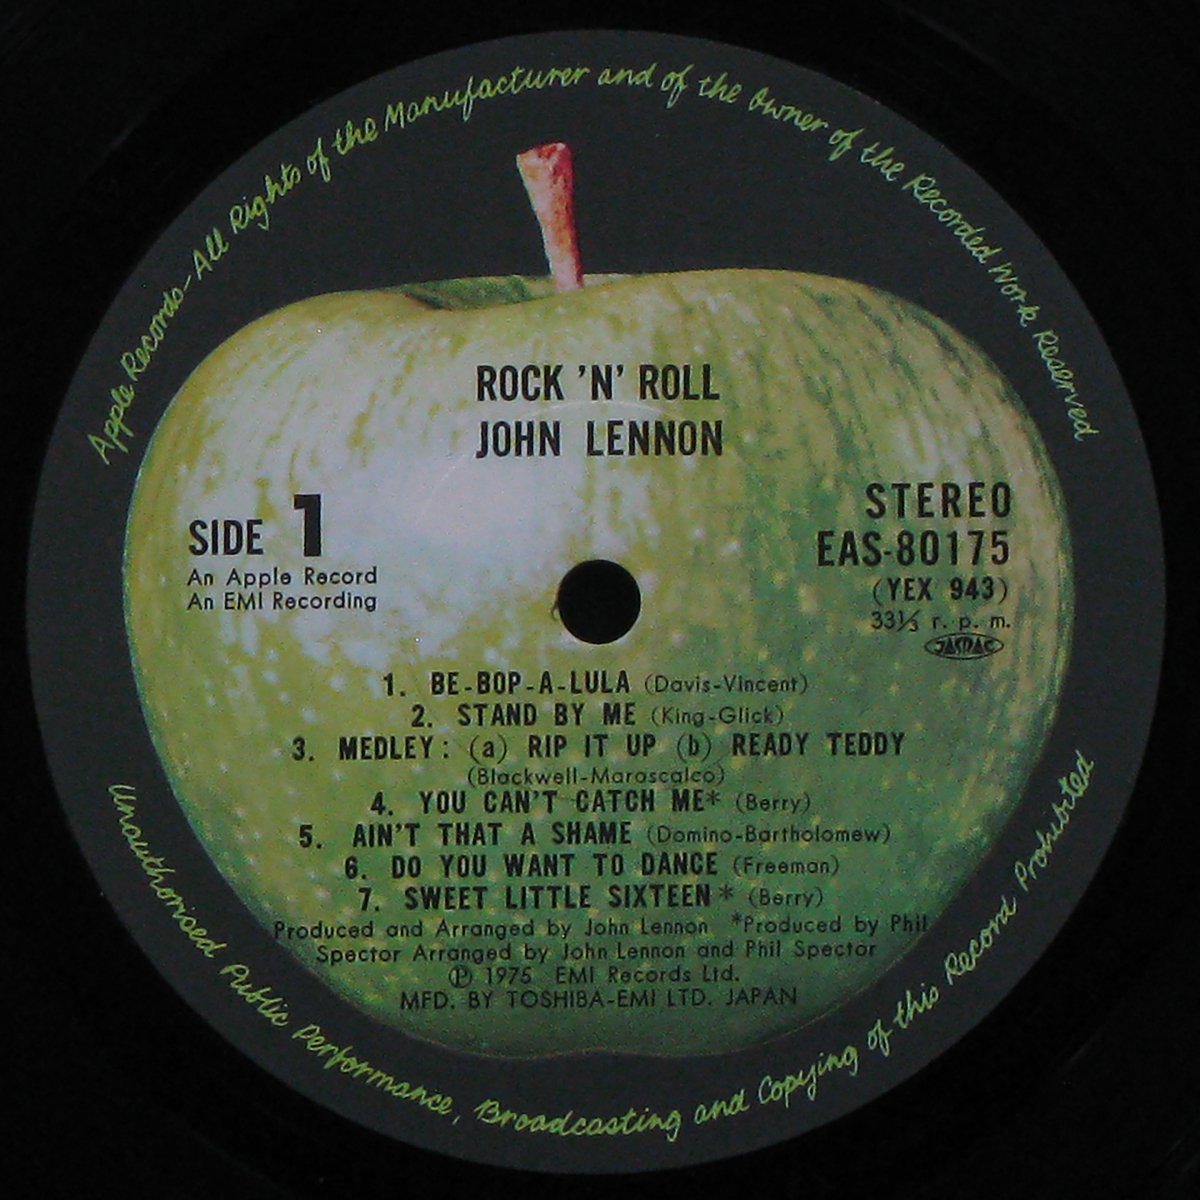 Apple Records–All Rights of the Manufacturer and of the Owner of the Recorded Work Reserved
ROCK 'N' ROLL
JOHN LENNON
SIDE 1
An Apple Record
An EMI Recording
STEREO
EAS-80175
(YEX 943)
33⅓ r. p. m.
JASRAC
1. BE-BOP-A-LULA (Davis-Vincent)
2. STAND BY ME (King-Glick)
3. MEDLEY: (a) RIP IT UP (b) READY TEDDY
(Blackwell-Marascalco)
4. YOU CAN'T CATCH ME* (Berry)
5. AIN'T THAT A SHAME (Domino-Bartholomew)
6. DO YOU WANT TO DANCE (Freeman)
7. SWEET LITTLE SIXTEEN* (Berry)
Produced and Arranged by John Lennon *Produced by Phil
Spector Arranged by John Lennon and Phil Spector
℗ 1975 EMI Records Ltd.
MFD. BY TOSHIBA-EMI LTD. JAPAN
Unauthorised Public Performance, Broadcasting and Copying of this Record Prohibited